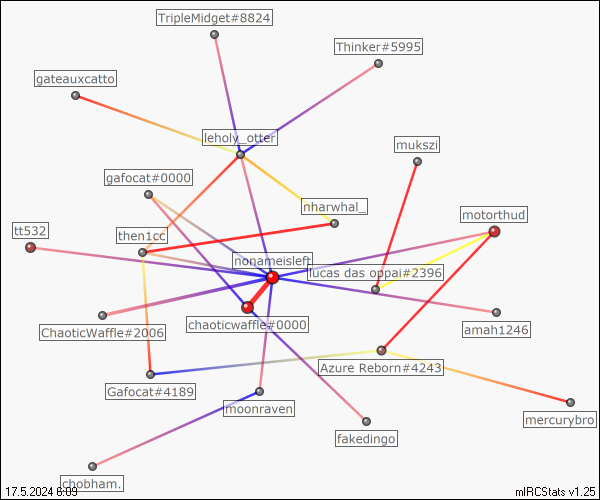 TripleMidget#8824
Thinker#5995
gateauxcatto
leholy_otter
mukszi
gafocat#0000
nharwhal_
motorthud
tt532
then1cc
nonameisleft
lucas das oppai#2396
ChaoticWaffle#2006
chaoticwaffle#0000
amah1246
Azure Reborn#4243
Gafocat#4189
moonraven
mercurybro
fakedingo
chobham.
17.5.2024 6:09
mIRCStats v1.25